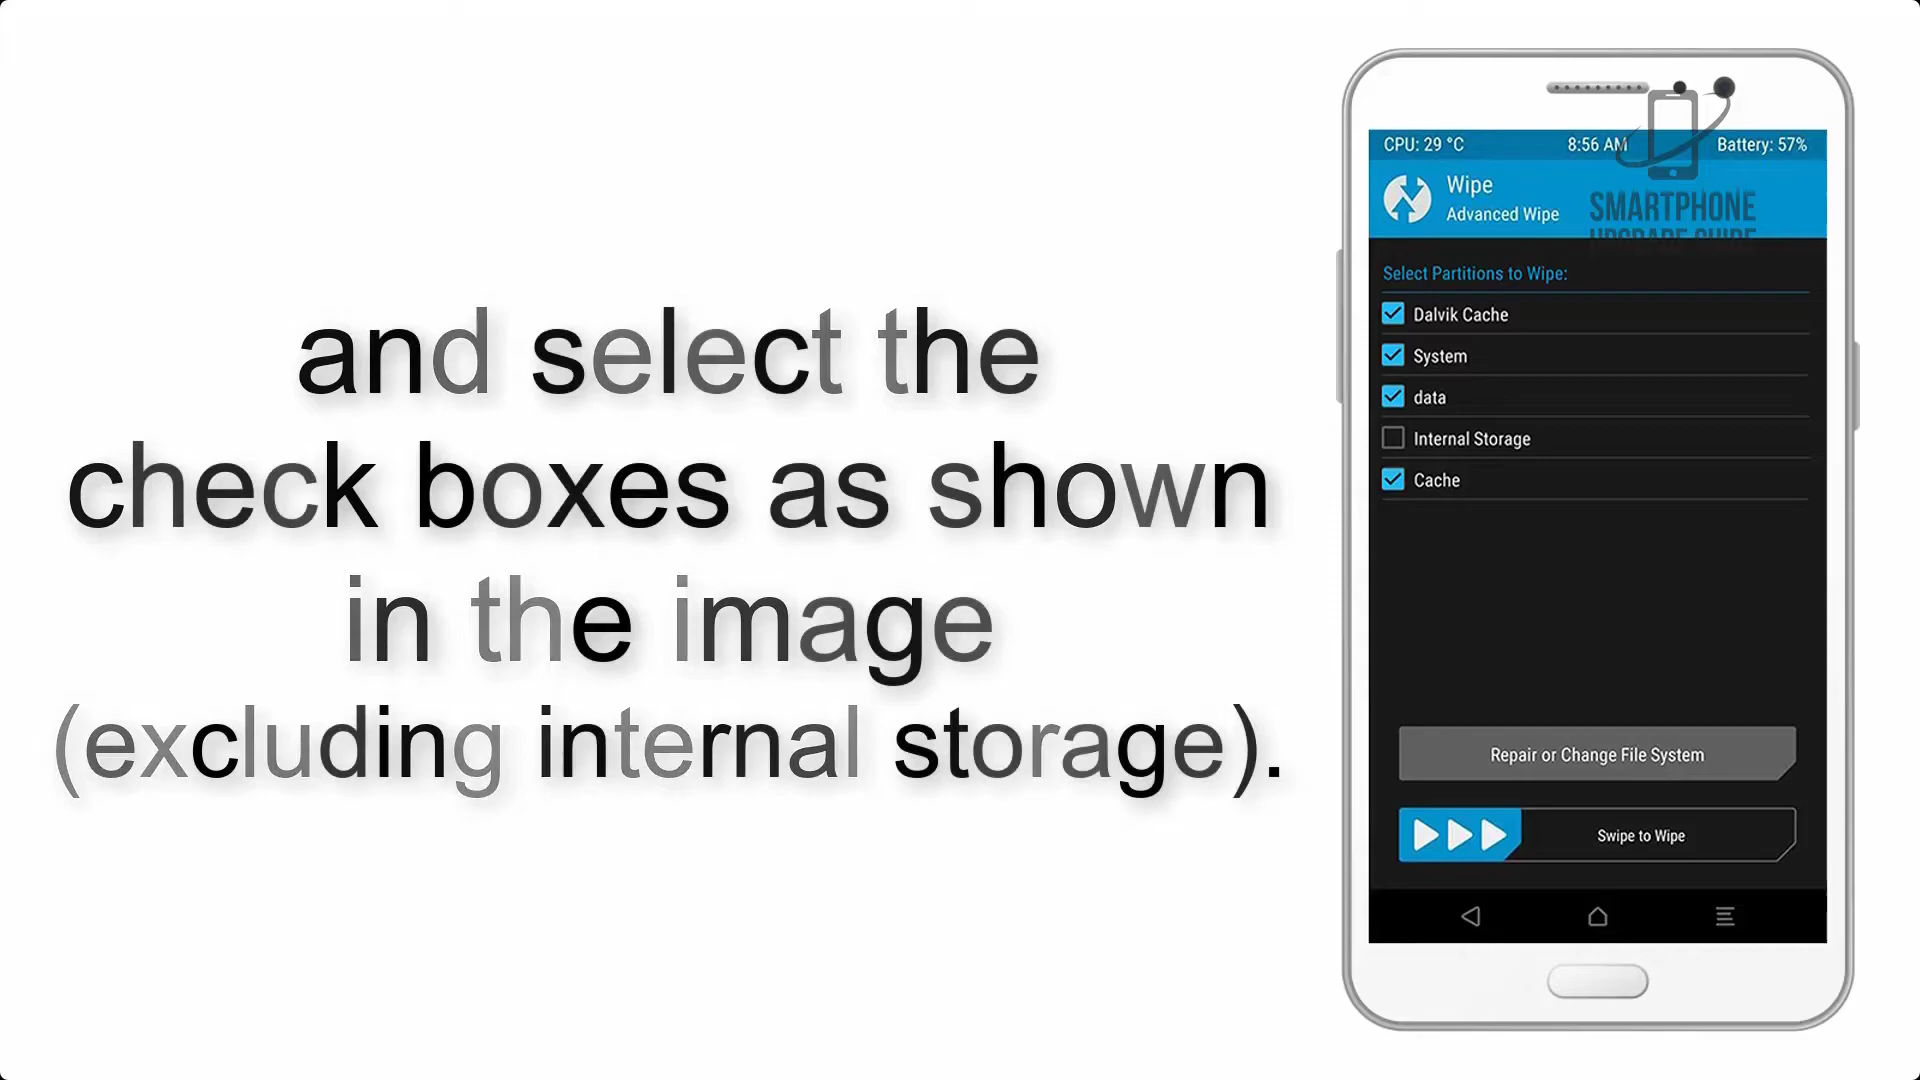 and select the
check boxes as shown
in the image
(excluding internal storage).
CPU: 29 °C 8:56 AM Battery: 57%
Wipe
Advanced Wipe
SMARTPHONE
UPGRADE GUIDE
Select Partitions to Wipe:
Dalvik Cache
System
data
Internal Storage
Cache
Repair or Change File System
Swipe to Wipe